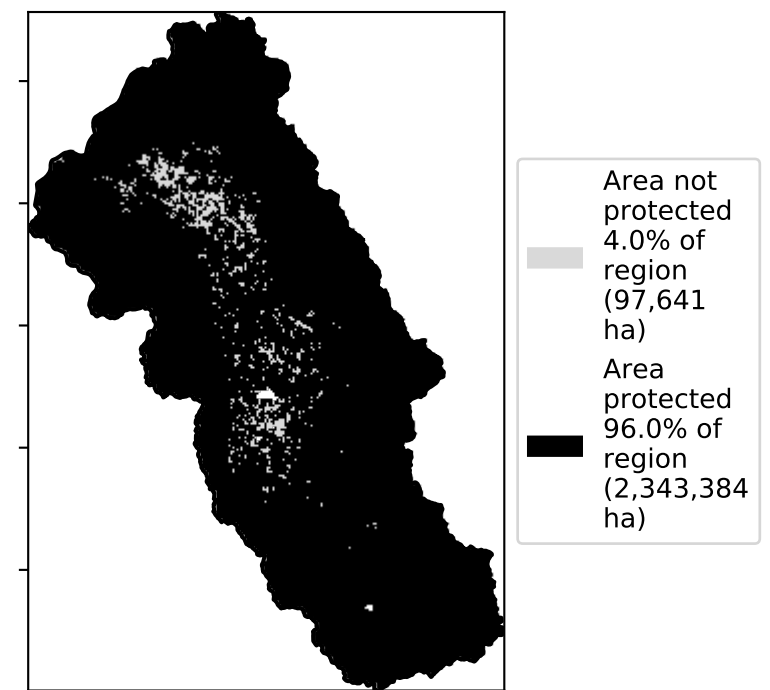 Area not
protected
4.0% of
region
(97,641
ha)
Area
protected
96.0% of
region
(2,343,384
ha)